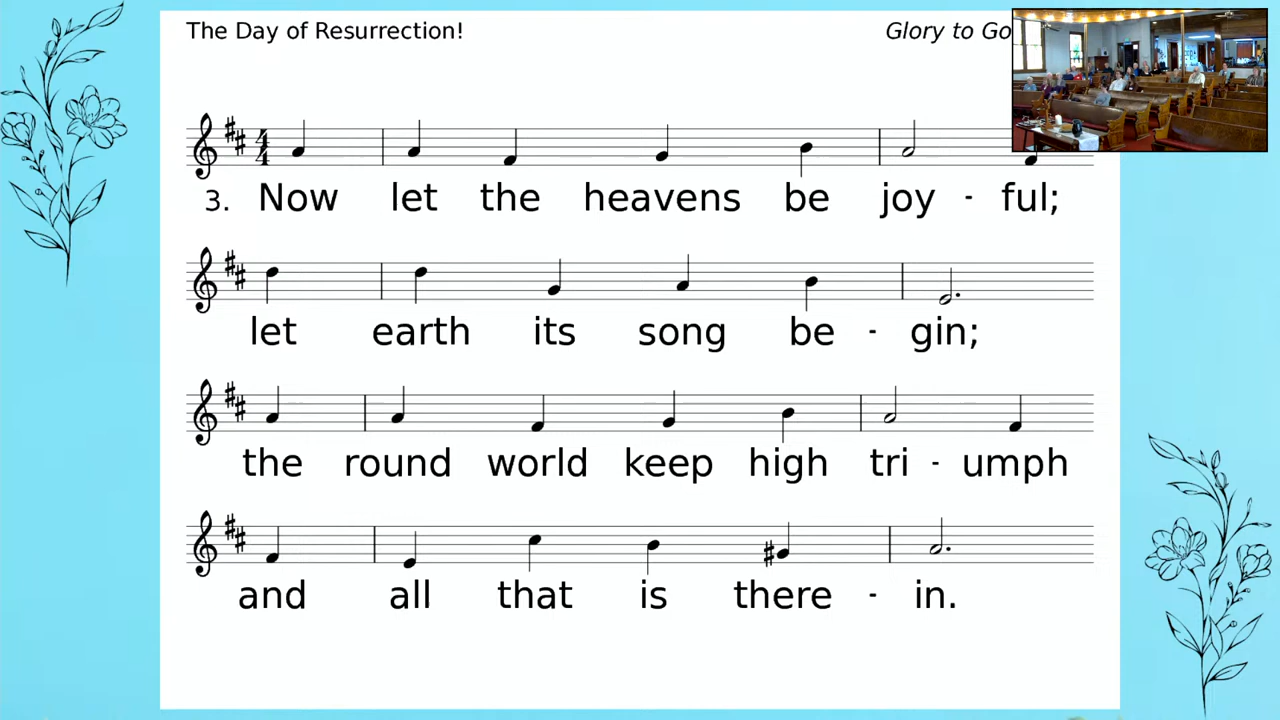 The Day of Resurrection! Glory to Go
3. Now let the heavens be joy - ful;
let earth its song be - gin;
the round world keep high tri - umph
and all that is there - in.